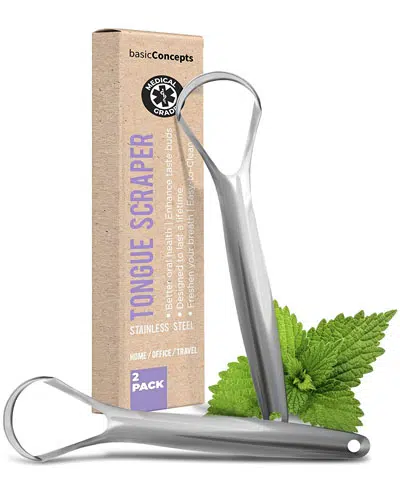 basicConcepts
MEDICAL
GRADE
TONGUE SCRAPER
STAINLESS STEEL
Better oral health | Enhance taste buds
Designed to last a lifetime
Freshen your breath | Easy-to-Clean
HOME / OFFICE / TRAVEL
2
PACK